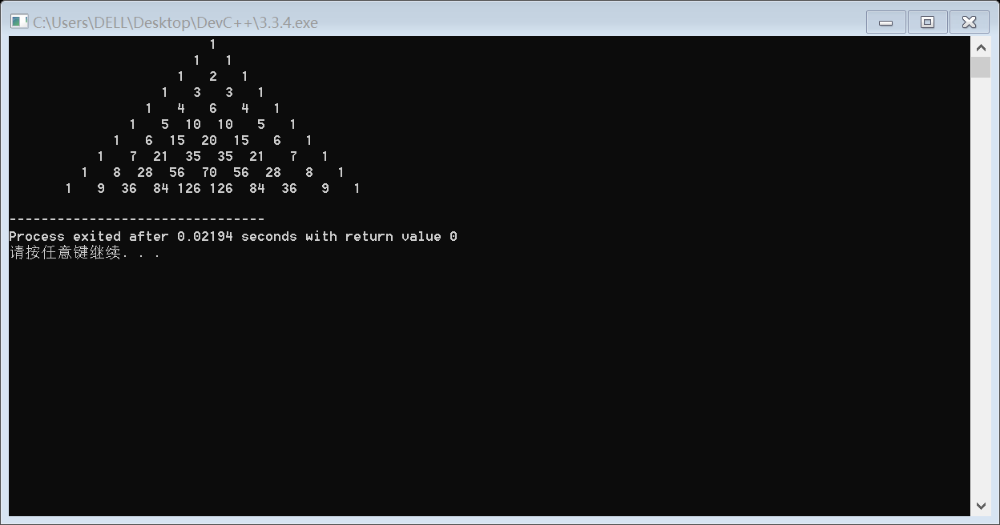 C:\Users\DELL\Desktop\DevC++\3.3.4.exe
                         1
                       1   1
                     1   2   1
                   1   3   3   1
                 1   4   6   4   1
               1   5  10  10   5   1
             1   6  15  20  15   6   1
           1   7  21  35  35  21   7   1
         1   8  28  56  70  56  28   8   1
       1   9  36  84 126 126  84  36   9   1
--------------------------------
Process exited after 0.02194 seconds with return value 0
请按任意键继续. . .